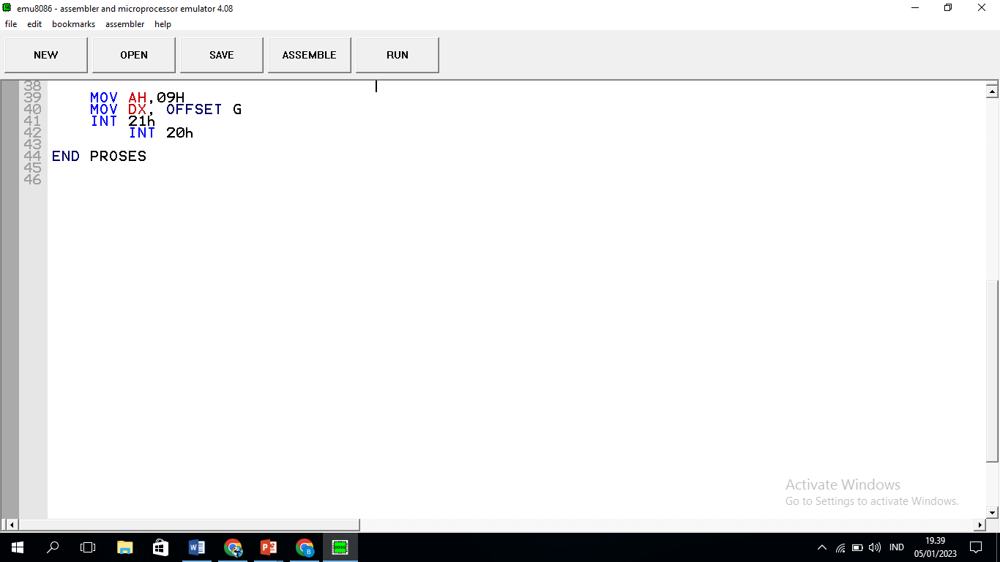 emu8086 - assembler and microprocessor emulator 4.08
file edit bookmarks assembler help
NEW OPEN SAVE ASSEMBLE RUN
38
39 MOV AH,09H
40 MOV DX, OFFSET G
41 INT 21h
42 INT 20h
43
44 END PROSES
45
46
Activate Windows
Go to Settings to activate Windows.
IND
19.39
05/01/2023